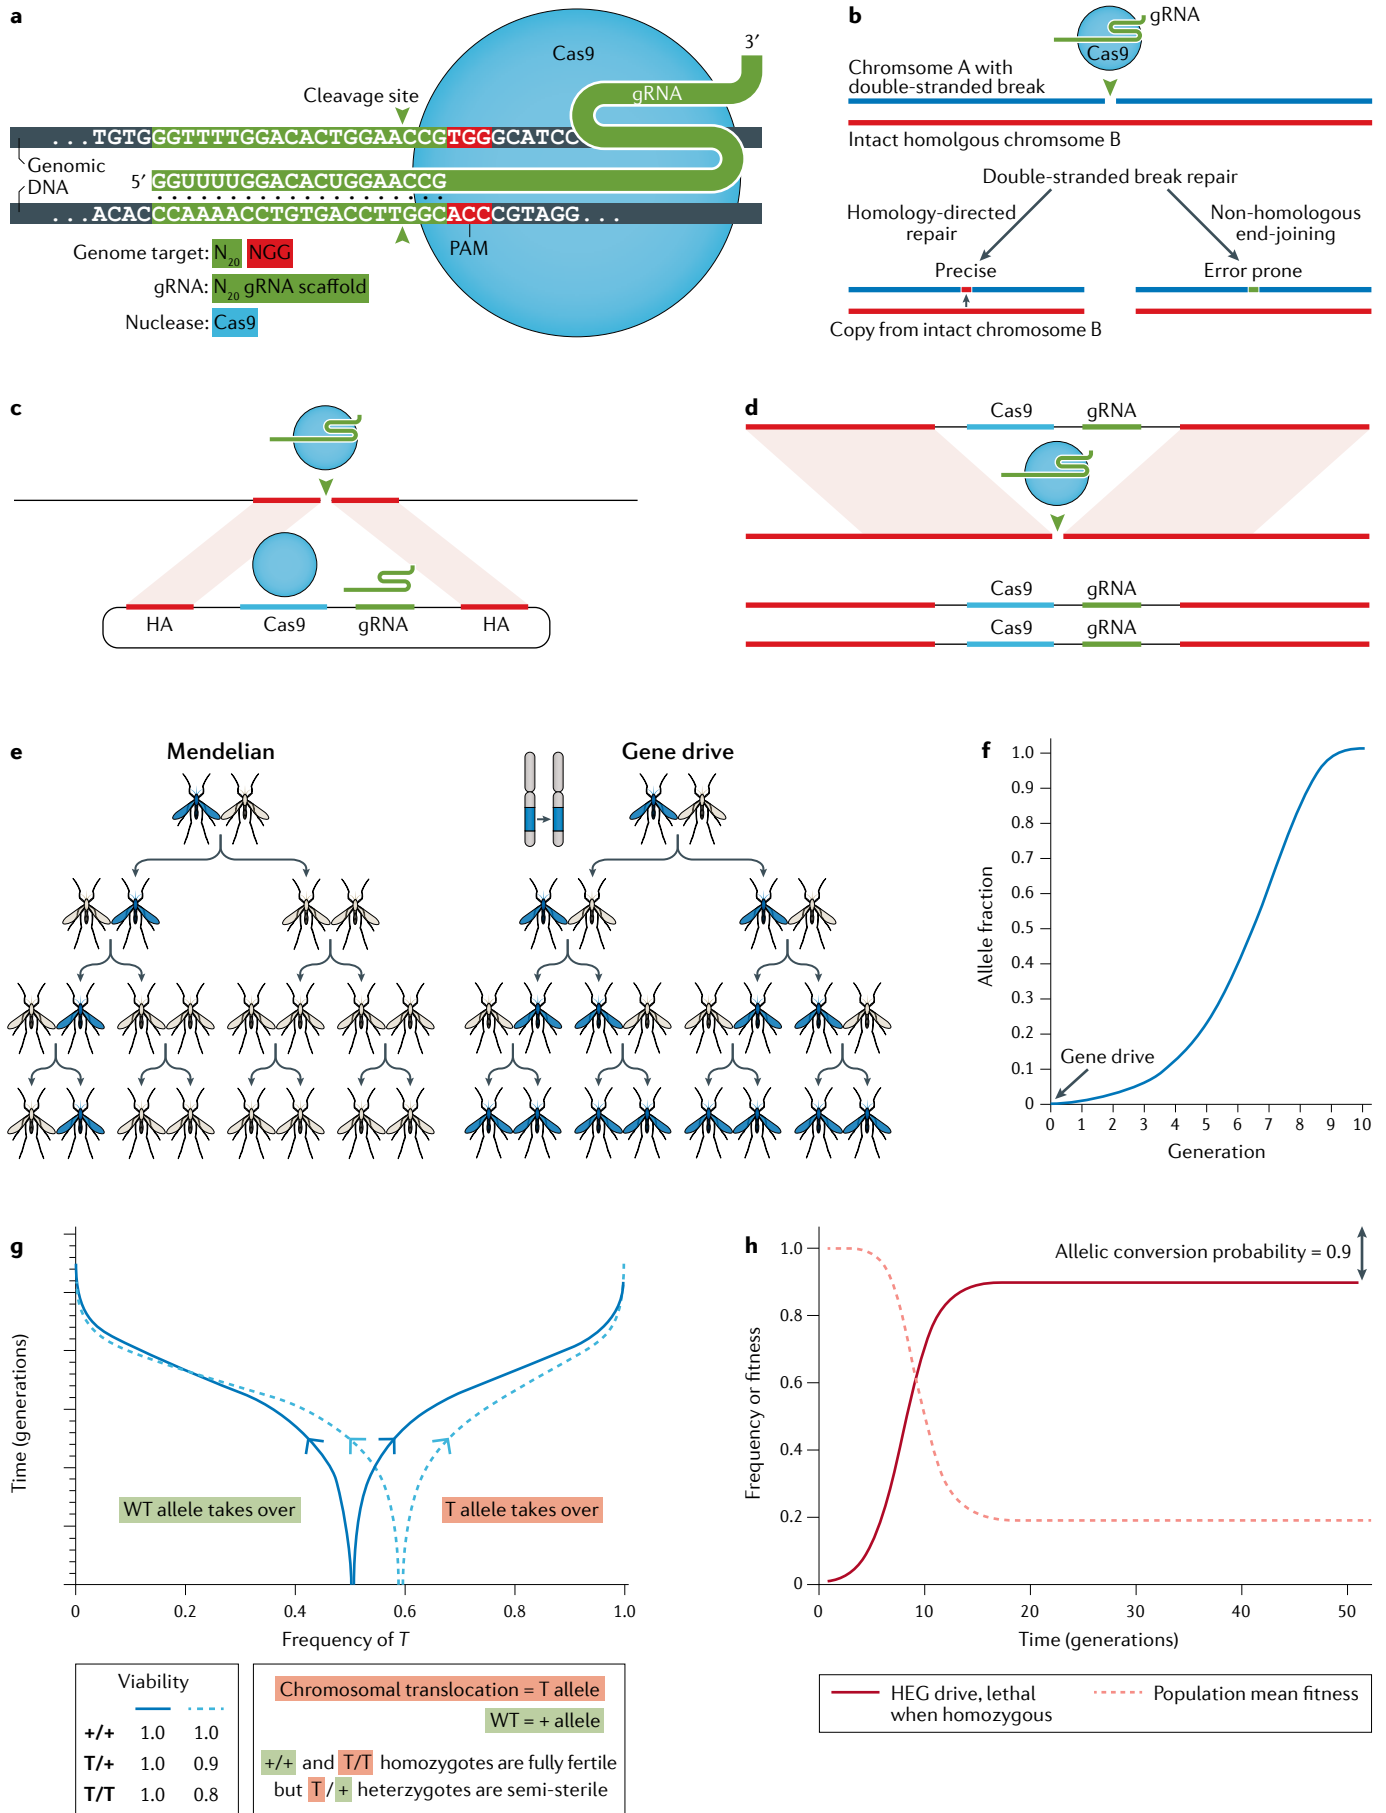 a
Cas9
3′
gRNA
Cleavage site
...TGTGGGTTTTGGACACTGGAACCGTGGGCATCC
Genomic
DNA
5′ GGUUUUGGACACUGGAACCG
...ACACCCAAAACCTGTGACCTTGGCACCCGTAGG...
PAM
Genome target: N20 NGG
gRNA: N20 gRNA scaffold
Nuclease: Cas9
b
gRNA
Cas9
Chromsome A with
double-stranded break
Intact homolgous chromsome B
Double-stranded break repair
Homology-directed
repair
Non-homologous
end-joining
Precise
Error prone
Copy from intact chromosome B
c
HA
Cas9
gRNA
HA
d
Cas9
gRNA
Cas9
gRNA
Cas9
gRNA
e
Mendelian
Gene drive
f
Allele fraction
1.0
0.9
0.8
0.7
0.6
0.5
0.4
0.3
0.2
0.1
0
Gene drive
0 1 2 3 4 5 6 7 8 9 10
Generation
g
Time (generations)
WT allele takes over
T allele takes over
0 0.2 0.4 0.6 0.8 1.0
Frequency of T
Viability
+/+ 1.0 1.0
T/+ 1.0 0.9
T/T 1.0 0.8
Chromosomal translocation = T allele
WT = + allele
+/+ and T/T homozygotes are fully fertile
but T/+ heterzygotes are semi-sterile
h
Frequency or fitness
1.0
0.8
0.6
0.4
0.2
0
Allelic conversion probability = 0.9
0 10 20 30 40 50
Time (generations)
HEG drive, lethal
when homozygous
Population mean fitness